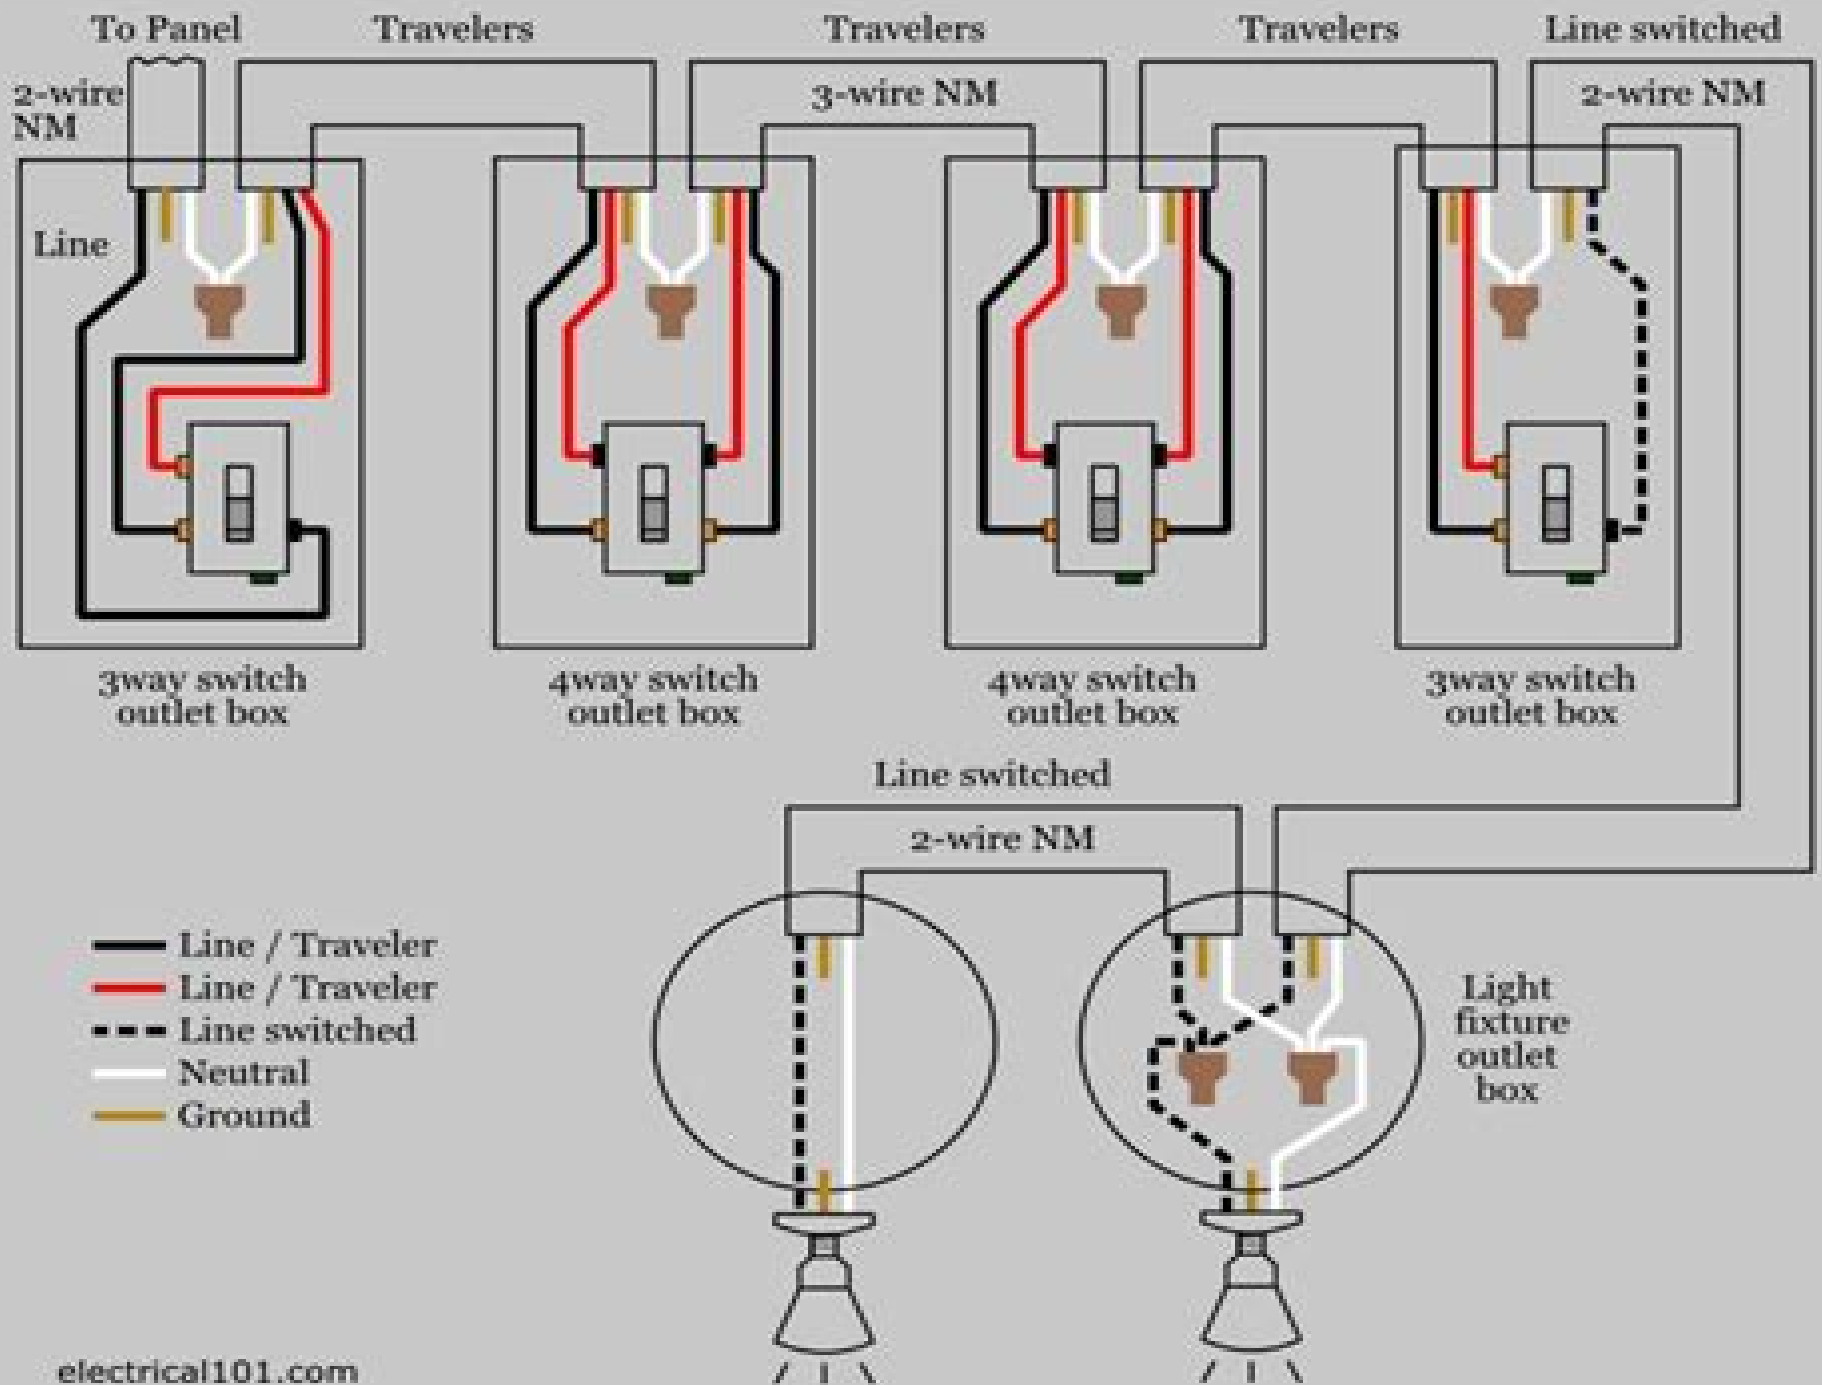 To Panel
Travelers
Travelers
Travelers
Line switched
2-wire
NM
3-wire NM
2-wire NM
Line
3way switch
outlet box
4way switch
outlet box
4way switch
outlet box
3way switch
outlet box
Line switched
2-wire NM
Line / Traveler
Line / Traveler
Line switched
Neutral
Ground
Light
fixture
outlet
box
electrical101.com